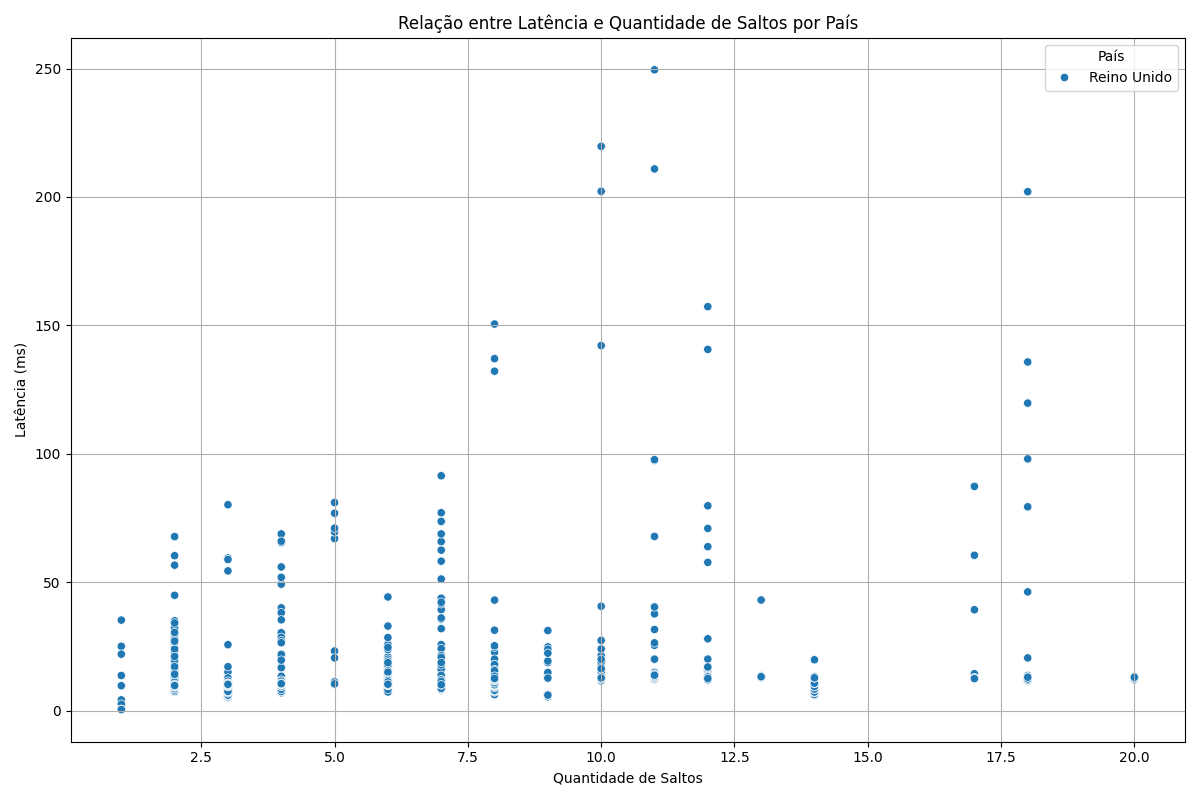 Relação entre Latência e Quantidade de Saltos por País
País
Reino Unido
250
200
150
100
50
0
Latência (ms)
2.5 5.0 7.5 10.0 12.5 15.0 17.5 20.0
Quantidade de Saltos